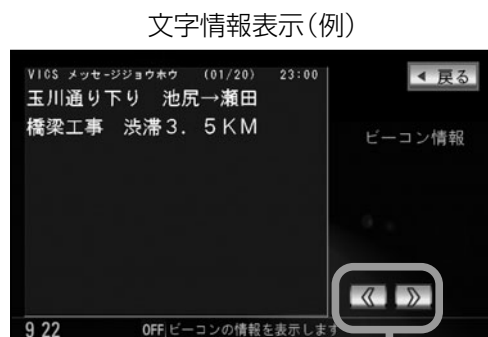 文字情報表示(例)
VICS メッセージジョウホウ (01/20) 23:00
◀ 戻る
玉川通り下り 池尻→瀬田
橋梁工事 渋滞3.5KM
ビーコン情報
《 》
9 22 OFF ビーコンの情報を表示します